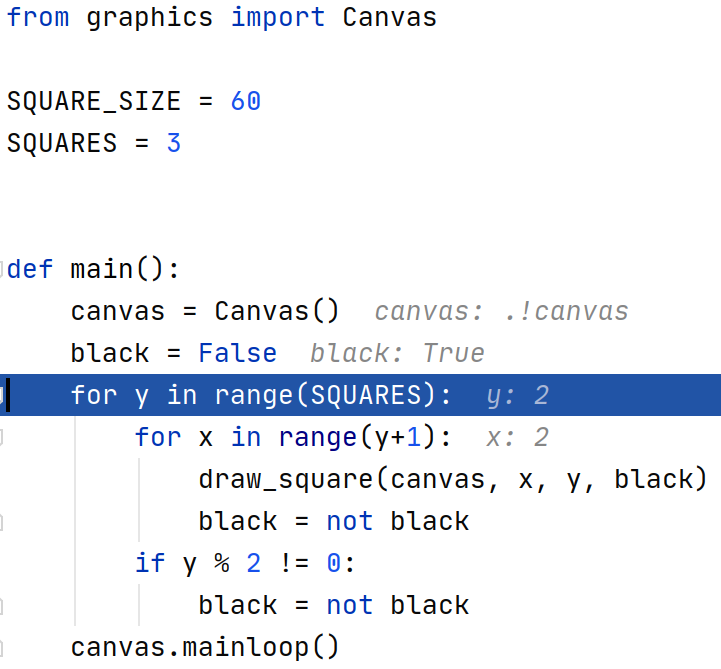 from graphics import Canvas
SQUARE_SIZE = 60
SQUARES = 3
def main():
    canvas = Canvas()  canvas: .!canvas
    black = False  black: True
    for y in range(SQUARES):  y: 2
        for x in range(y+1):  x: 2
            draw_square(canvas, x, y, black)
            black = not black
        if y % 2 != 0:
            black = not black
    canvas.mainloop()